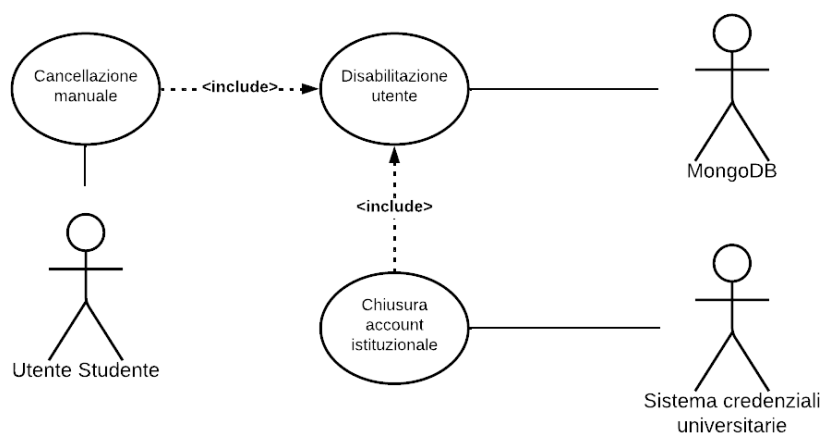 Cancellazione
manuale
<include>
Disabilitazione
utente
MongoDB
<include>
Utente Studente
Chiusura
account
istituzionale
Sistema credenziali
universitarie